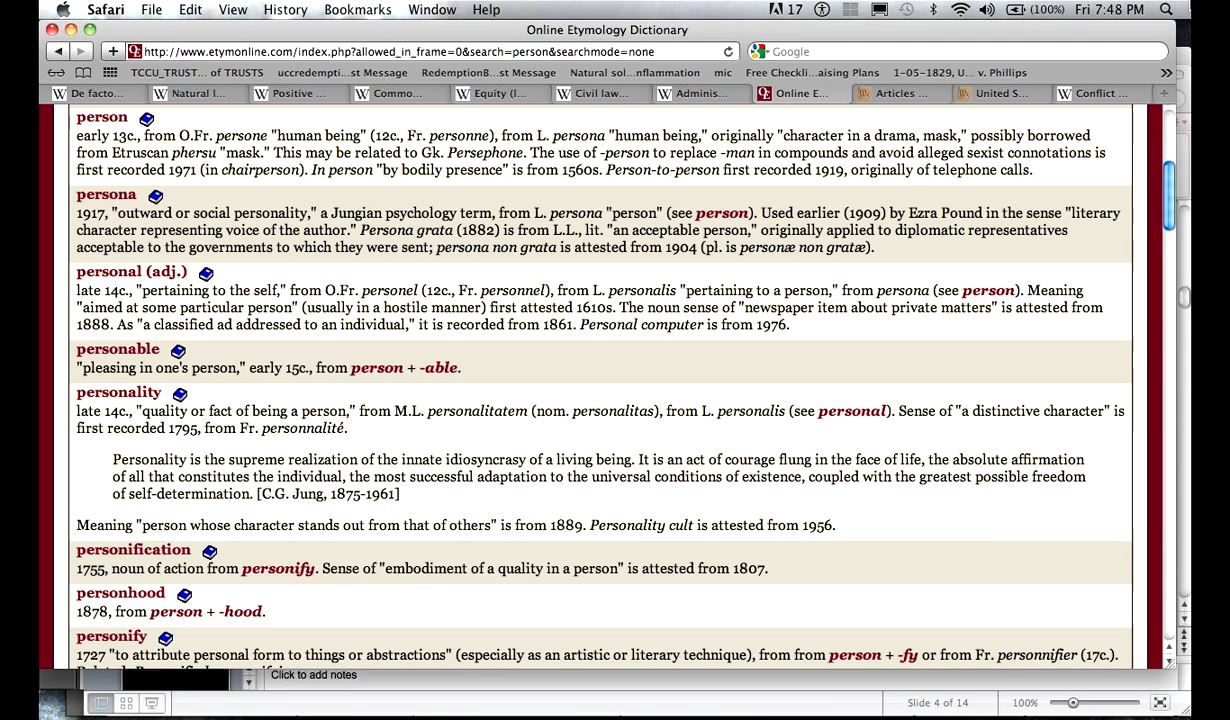 Safari File Edit View History Bookmarks Window Help 17 (100%) Fri 7:48 PM
Online Etymology Dictionary
http://www.etymonline.com/index.php?allowed_in_frame=0&search=person&searchmode=none Google
TCCU_TRUST... of TRUSTS uccredempti...st Message RedemptionB...st Message Natural sol...nflammation mic Free Checkli...aising Plans 1-05-1829, U... v. Phillips
De facto... Natural l... Positive ... Commo... Equity (l... Civil law... Adminis... Online E... Articles ... United S... Conflict ...
person
early 13c., from O.Fr. persone "human being" (12c., Fr. personne), from L. persona "human being," originally "character in a drama, mask," possibly borrowed
from Etruscan phersu "mask." This may be related to Gk. Persephone. The use of -person to replace -man in compounds and avoid alleged sexist connotations is
first recorded 1971 (in chairperson). In person "by bodily presence" is from 1560s. Person-to-person first recorded 1919, originally of telephone calls.
persona
1917, "outward or social personality," a Jungian psychology term, from L. persona "person" (see person). Used earlier (1909) by Ezra Pound in the sense "literary
character representing voice of the author." Persona grata (1882) is from L.L., lit. "an acceptable person," originally applied to diplomatic representatives
acceptable to the governments to which they were sent; persona non grata is attested from 1904 (pl. is personæ non gratæ).
personal (adj.)
late 14c., "pertaining to the self," from O.Fr. personel (12c., Fr. personnel), from L. personalis "pertaining to a person," from persona (see person). Meaning
"aimed at some particular person" (usually in a hostile manner) first attested 1610s. The noun sense of "newspaper item about private matters" is attested from
1888. As "a classified ad addressed to an individual," it is recorded from 1861. Personal computer is from 1976.
personable
"pleasing in one's person," early 15c., from person + -able.
personality
late 14c., "quality or fact of being a person," from M.L. personalitatem (nom. personalitas), from L. personalis (see personal). Sense of "a distinctive character" is
first recorded 1795, from Fr. personnalité.
Personality is the supreme realization of the innate idiosyncrasy of a living being. It is an act of courage flung in the face of life, the absolute affirmation
of all that constitutes the individual, the most successful adaptation to the universal conditions of existence, coupled with the greatest possible freedom
of self-determination. [C.G. Jung, 1875-1961]
Meaning "person whose character stands out from that of others" is from 1889. Personality cult is attested from 1956.
personification
1755, noun of action from personify. Sense of "embodiment of a quality in a person" is attested from 1807.
personhood
1878, from person + -hood.
personify
1727 "to attribute personal form to things or abstractions" (especially as an artistic or literary technique), from from person + -fy or from Fr. personnifier (17c.).
Click to add notes
Slide 4 of 14 100%